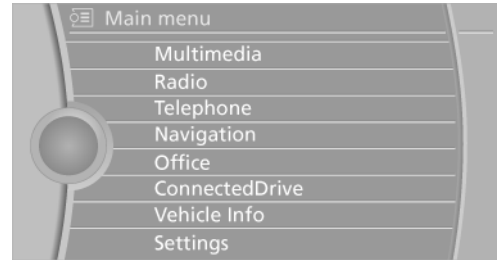 Main menu
Multimedia
Radio
Telephone
Navigation
Office
ConnectedDrive
Vehicle Info
Settings